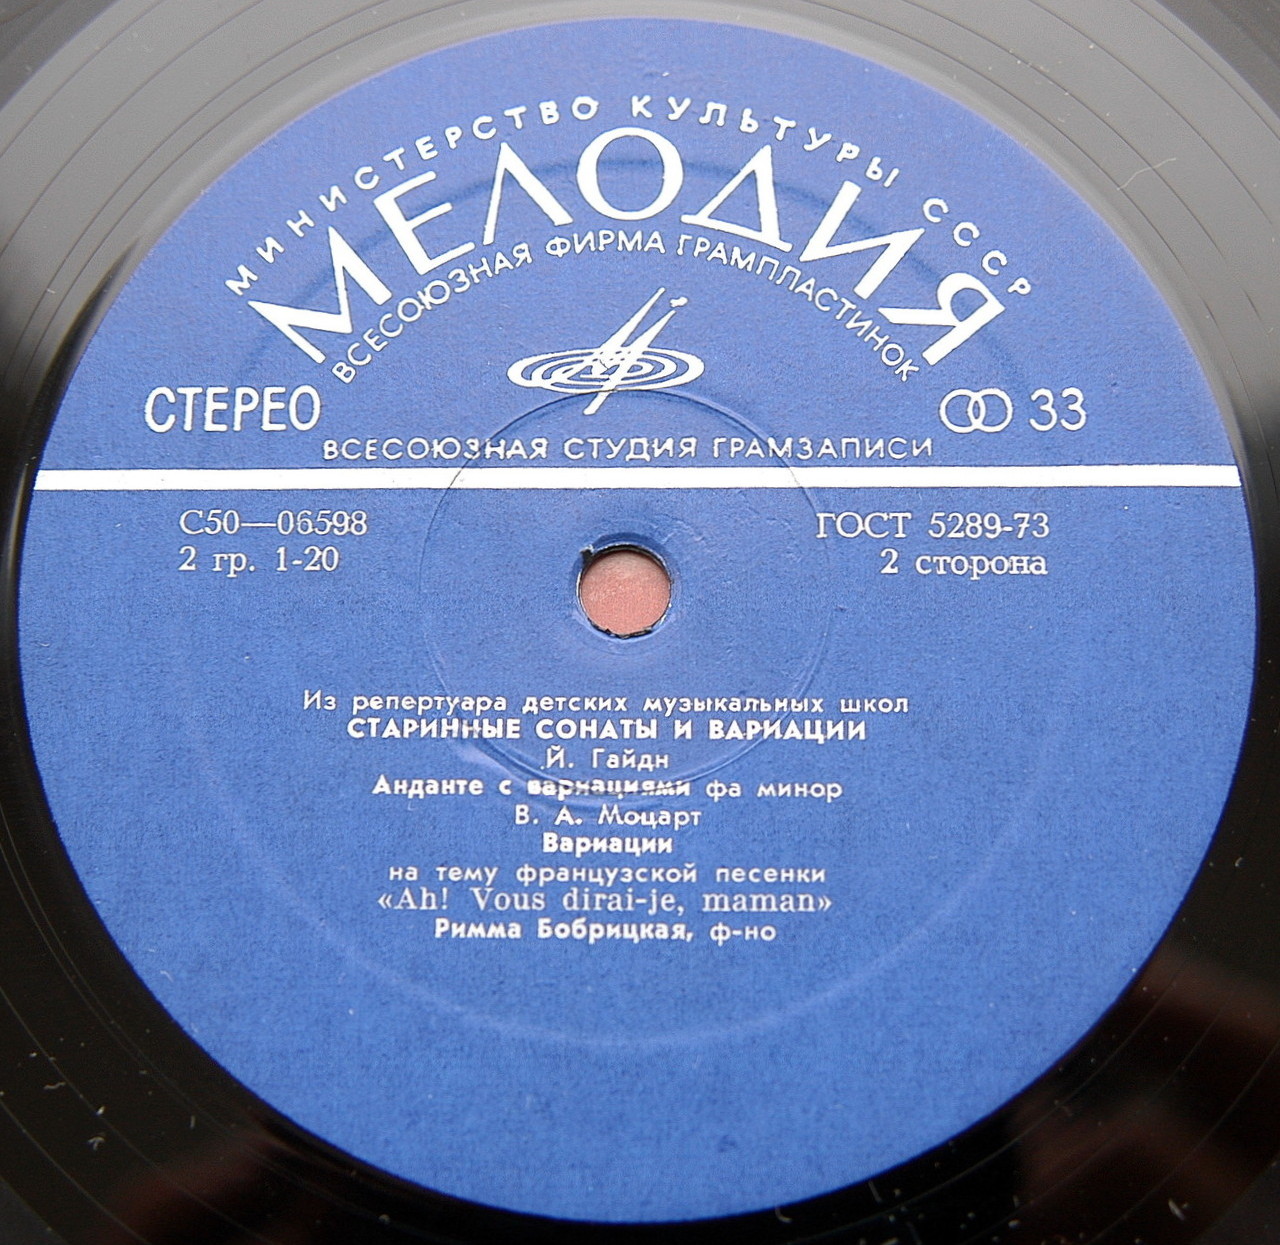 МИНИСТЕРСТВО КУЛЬТУРЫ СССР
МЕЛОДИЯ
ВСЕСОЮЗНАЯ ФИРМА ГРАМПЛАСТИНОК
СТЕРЕО
33
ВСЕСОЮЗНАЯ СТУДИЯ ГРАМЗАПИСИ
С50—06598
ГОСТ 5289-73
2 гр. 1-20
2 сторона
Из репертуара детских музыкальных школ
СТАРИННЫЕ СОНАТЫ И ВАРИАЦИИ
Й. Гайдн
Анданте с вариациями фа минор
В. А. Моцарт
Вариации
на тему французской песенки
«Ah! Vous dirai-je, maman»
Римма Бобрицкая, ф-но